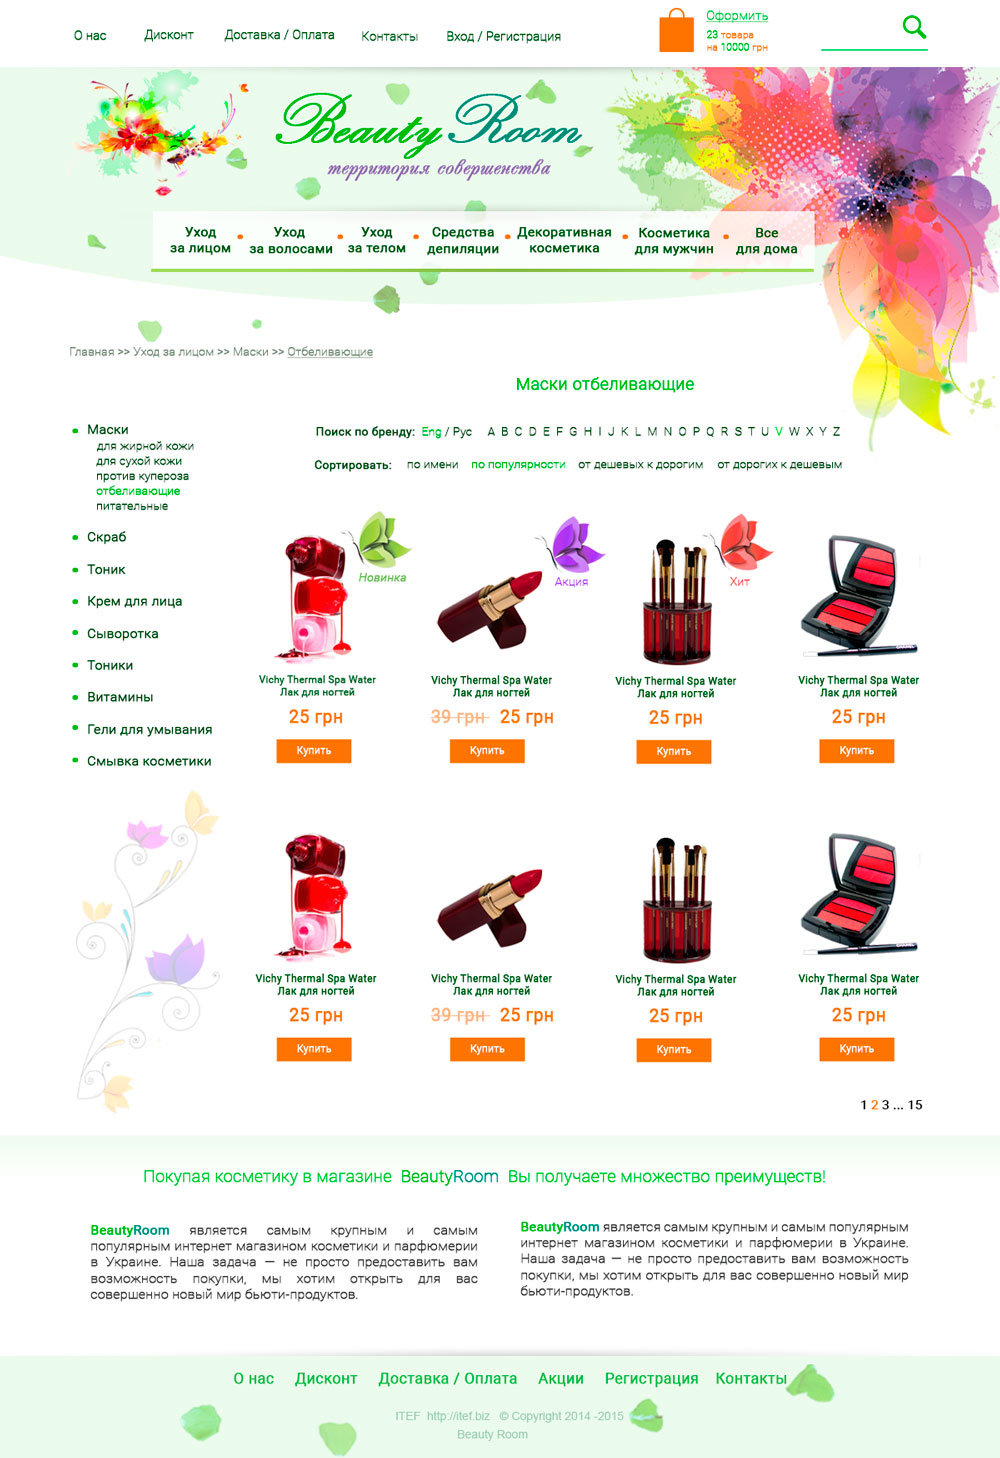 О нас Дисконт Доставка / Оплата Контакты Вход / Регистрация
Оформить
23 товара
на 10000 грн
Beauty Room
территория совершенства
Уход
за лицом
Уход
за волосами
Уход
за телом
Средства
депиляции
Декоративная
косметика
Косметика
для мужчин
Все
для дома
Главная >> Уход за лицом >> Маски >> Отбеливающие
Маски отбеливающие
Маски
для жирной кожи
для сухой кожи
против купероза
отбеливающие
питательные
Скраб
Тоник
Крем для лица
Сыворотка
Тоники
Витамины
Гели для умывания
Смывка косметики
Поиск по бренду: Eng / Рус A B C D E F G H I J K L M N O P Q R S T U V W X Y Z
Сортировать: по имени по популярности от дешевых к дорогим от дорогих к дешевым
Новинка
Vichy Thermal Spa Water
Лак для ногтей
25 грн
Купить
Акция
Vichy Thermal Spa Water
Лак для ногтей
39 грн 25 грн
Купить
Хит
Vichy Thermal Spa Water
Лак для ногтей
25 грн
Купить
Vichy Thermal Spa Water
Лак для ногтей
25 грн
Купить
Vichy Thermal Spa Water
Лак для ногтей
25 грн
Купить
Vichy Thermal Spa Water
Лак для ногтей
39 грн 25 грн
Купить
Vichy Thermal Spa Water
Лак для ногтей
25 грн
Купить
Vichy Thermal Spa Water
Лак для ногтей
25 грн
Купить
1 2 3 ... 15
Покупая косметику в магазине BeautyRoom Вы получаете множество преимуществ!
BeautyRoom является самым крупным и самым
популярным интернет магазином косметики и парфюмерии
в Украине. Наша задача — не просто предоставить вам
возможность покупки, мы хотим открыть для вас
совершенно новый мир бьюти-продуктов.
BeautyRoom является самым крупным и самым популярным
интернет магазином косметики и парфюмерии в Украине.
Наша задача — не просто предоставить вам возможность
покупки, мы хотим открыть для вас совершенно новый мир
бьюти-продуктов.
О нас Дисконт Доставка / Оплата Акции Регистрация Контакты
ITEF http://itef.biz © Copyright 2014 -2015
Beauty Room